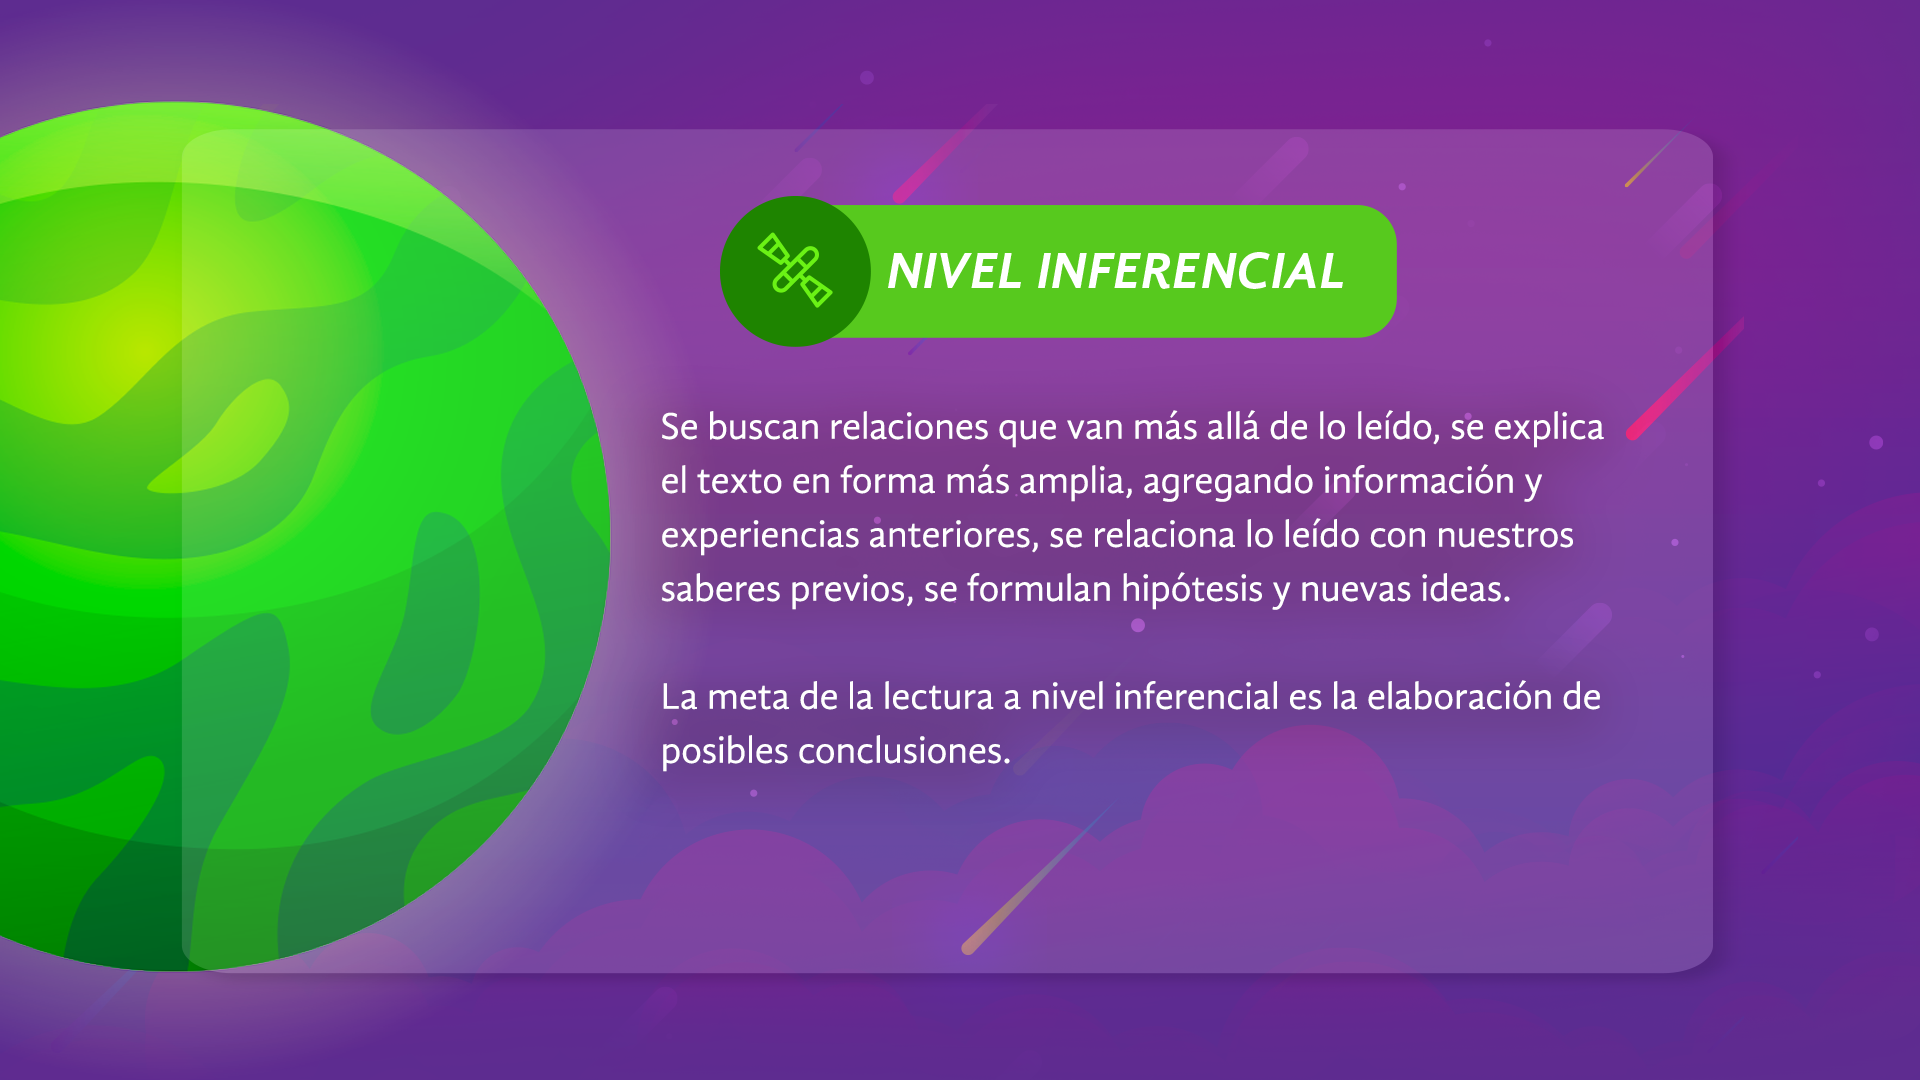 NIVEL INFERENCIAL
Se buscan relaciones que van más allá de lo leído, se explica
el texto en forma más amplia, agregando información y
experiencias anteriores, se relaciona lo leído con nuestros
saberes previos, se formulan hipótesis y nuevas ideas.
La meta de la lectura a nivel inferencial es la elaboración de
posibles conclusiones.